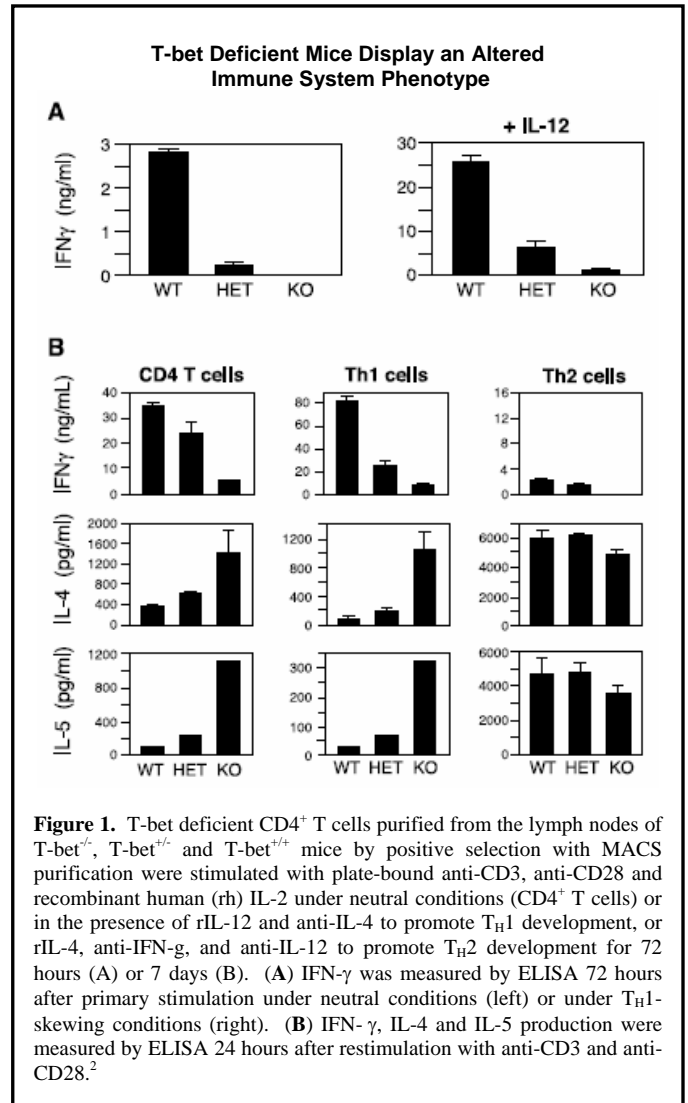 T-bet Deficient Mice Display an Altered
Immune System Phenotype
A
IFNγ (ng/ml)
3
2
1
0
WT HET KO
+ IL-12
30
20
10
0
WT HET KO
B
CD4 T cells
Th1 cells
Th2 cells
IFNγ (ng/mL)
40
30
20
10
0
80
60
40
20
0
16
12
8
4
0
IL-4 (pg/ml)
2000
1600
1200
800
400
0
1200
800
400
0
6000
4000
2000
0
IL-5 (pg/ml)
1200
800
400
0
300
200
100
0
6000
4000
2000
0
WT HET KO
WT HET KO
WT HET KO
Figure 1. T-bet deficient CD4⁺ T cells purified from the lymph nodes of
T-bet⁻/⁻, T-bet⁺/⁻ and T-bet⁺/⁺ mice by positive selection with MACS
purification were stimulated with plate-bound anti-CD3, anti-CD28 and
recombinant human (rh) IL-2 under neutral conditions (CD4⁺ T cells) or
in the presence of rIL-12 and anti-IL-4 to promote TH1 development, or
rIL-4, anti-IFN-g, and anti-IL-12 to promote TH2 development for 72
hours (A) or 7 days (B). (A) IFN-γ was measured by ELISA 72 hours
after primary stimulation under neutral conditions (left) or under TH1-
skewing conditions (right). (B) IFN- γ, IL-4 and IL-5 production were
measured by ELISA 24 hours after restimulation with anti-CD3 and anti-
CD28.²